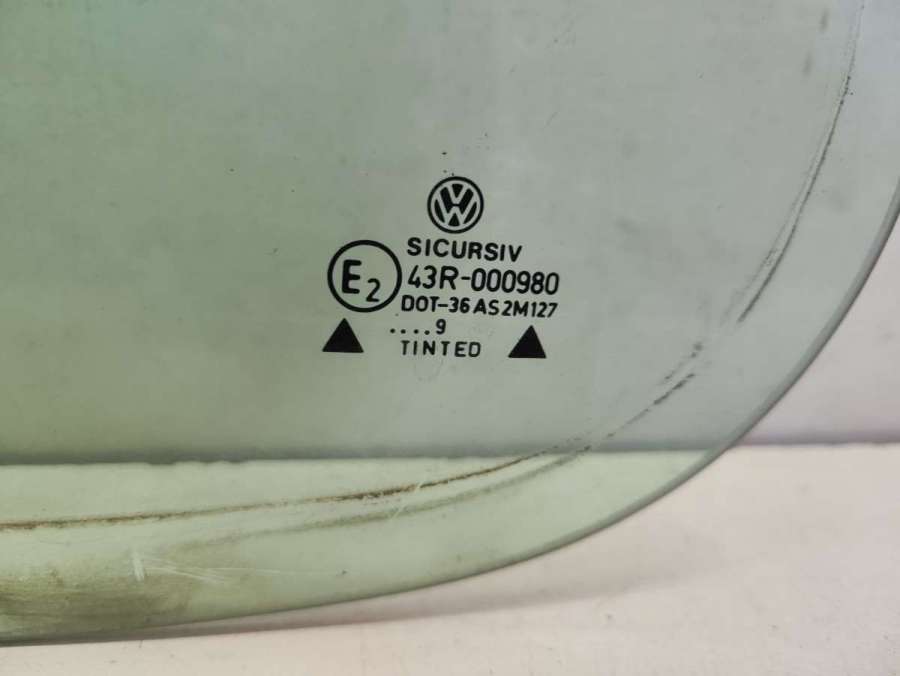 SICURSIV
E2
43R-000980
DOT-36 AS2M127
....9
TINTED